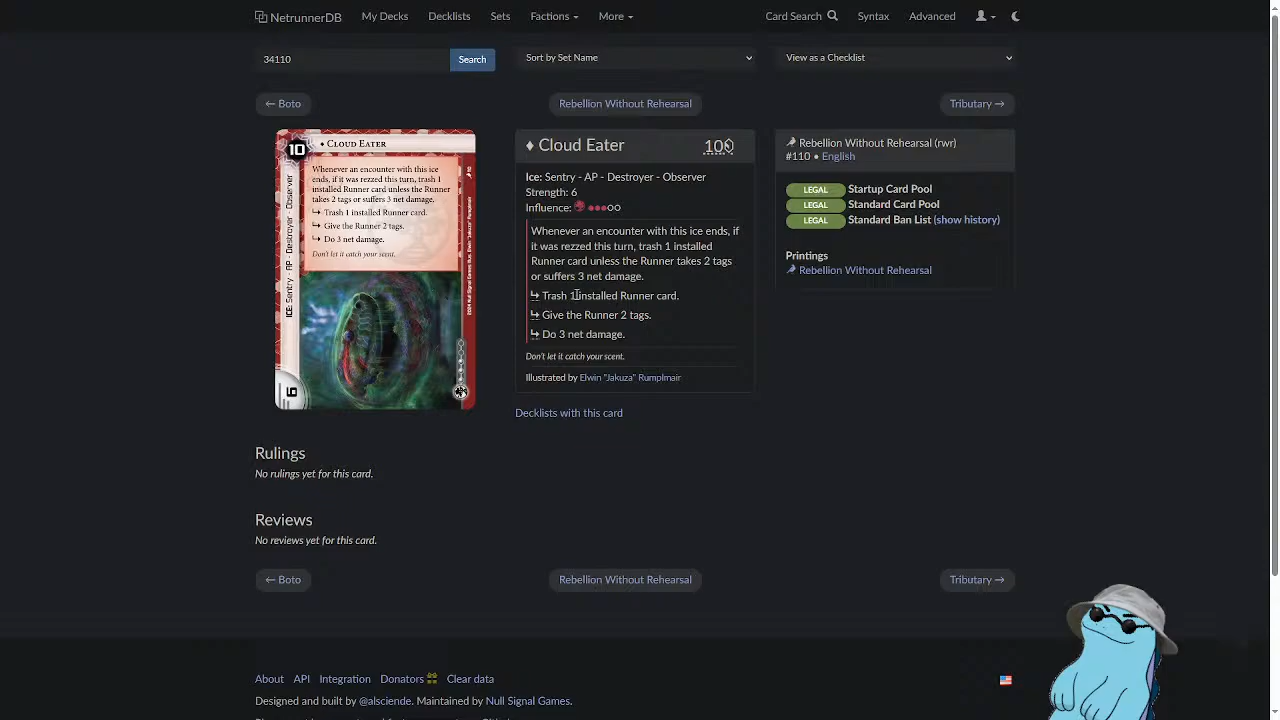 NetrunnerDB
My Decks
Decklists
Sets
Factions
More
Card Search
Syntax
Advanced
34110
Search
Sort by Set Name
View as a Checklist
← Boto
Rebellion Without Rehearsal
Tributary →
10
♦ CLOUD EATER
Whenever an encounter with this ice
ends, if it was rezzed this turn, trash 1
installed Runner card unless the Runner
takes 2 tags or suffers 3 net damage.
↳ Trash 1 installed Runner card.
↳ Give the Runner 2 tags.
↳ Do 3 net damage.
Don't let it catch your scent.
ICE: Sentry - AP - Destroyer - Observer
6
♦ Cloud Eater
10
Ice: Sentry - AP - Destroyer - Observer
Strength: 6
Influence: ●●●○○
Whenever an encounter with this ice ends, if
it was rezzed this turn, trash 1 installed
Runner card unless the Runner takes 2 tags
or suffers 3 net damage.
↳ Trash 1 installed Runner card.
↳ Give the Runner 2 tags.
↳ Do 3 net damage.
Don't let it catch your scent.
Illustrated by Elwin "Jakuza" Rumplmair
Decklists with this card
Rebellion Without Rehearsal (rwr)
#110 • English
LEGAL Startup Card Pool
LEGAL Standard Card Pool
LEGAL Standard Ban List (show history)
Printings
Rebellion Without Rehearsal
Rulings
No rulings yet for this card.
Reviews
No reviews yet for this card.
← Boto
Rebellion Without Rehearsal
Tributary →
About
API
Integration
Donators
Clear data
Designed and built by @alsciende. Maintained by Null Signal Games.